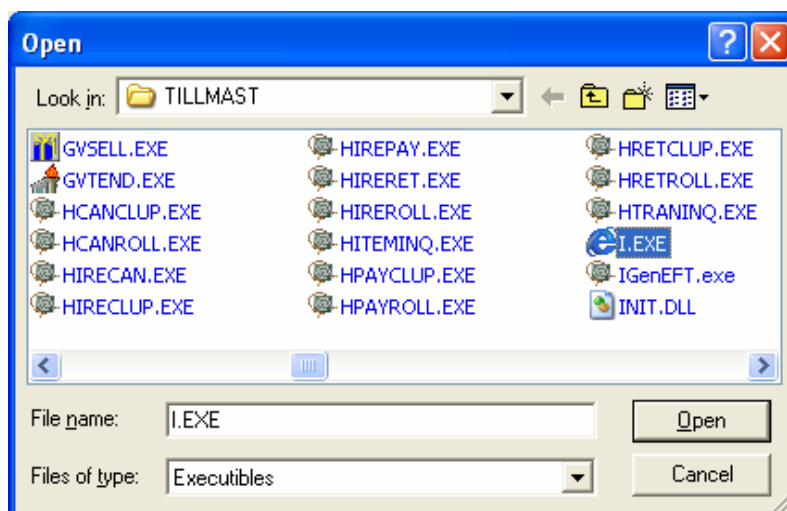 Open
Look in: TILLMAST
GVSELL.EXE HIREPAY.EXE HRETCLUP.EXE
GVTEND.EXE HIRERET.EXE HRETROLL.EXE
HCANCLUP.EXE HIREROLL.EXE HTRANINQ.EXE
HCANROLL.EXE HITEMINQ.EXE I.EXE
HIRECAN.EXE HPAYCLUP.EXE IGenEFT.exe
HIRECLUP.EXE HPAYROLL.EXE INIT.DLL
File name: I.EXE Open
Files of type: Executibles Cancel